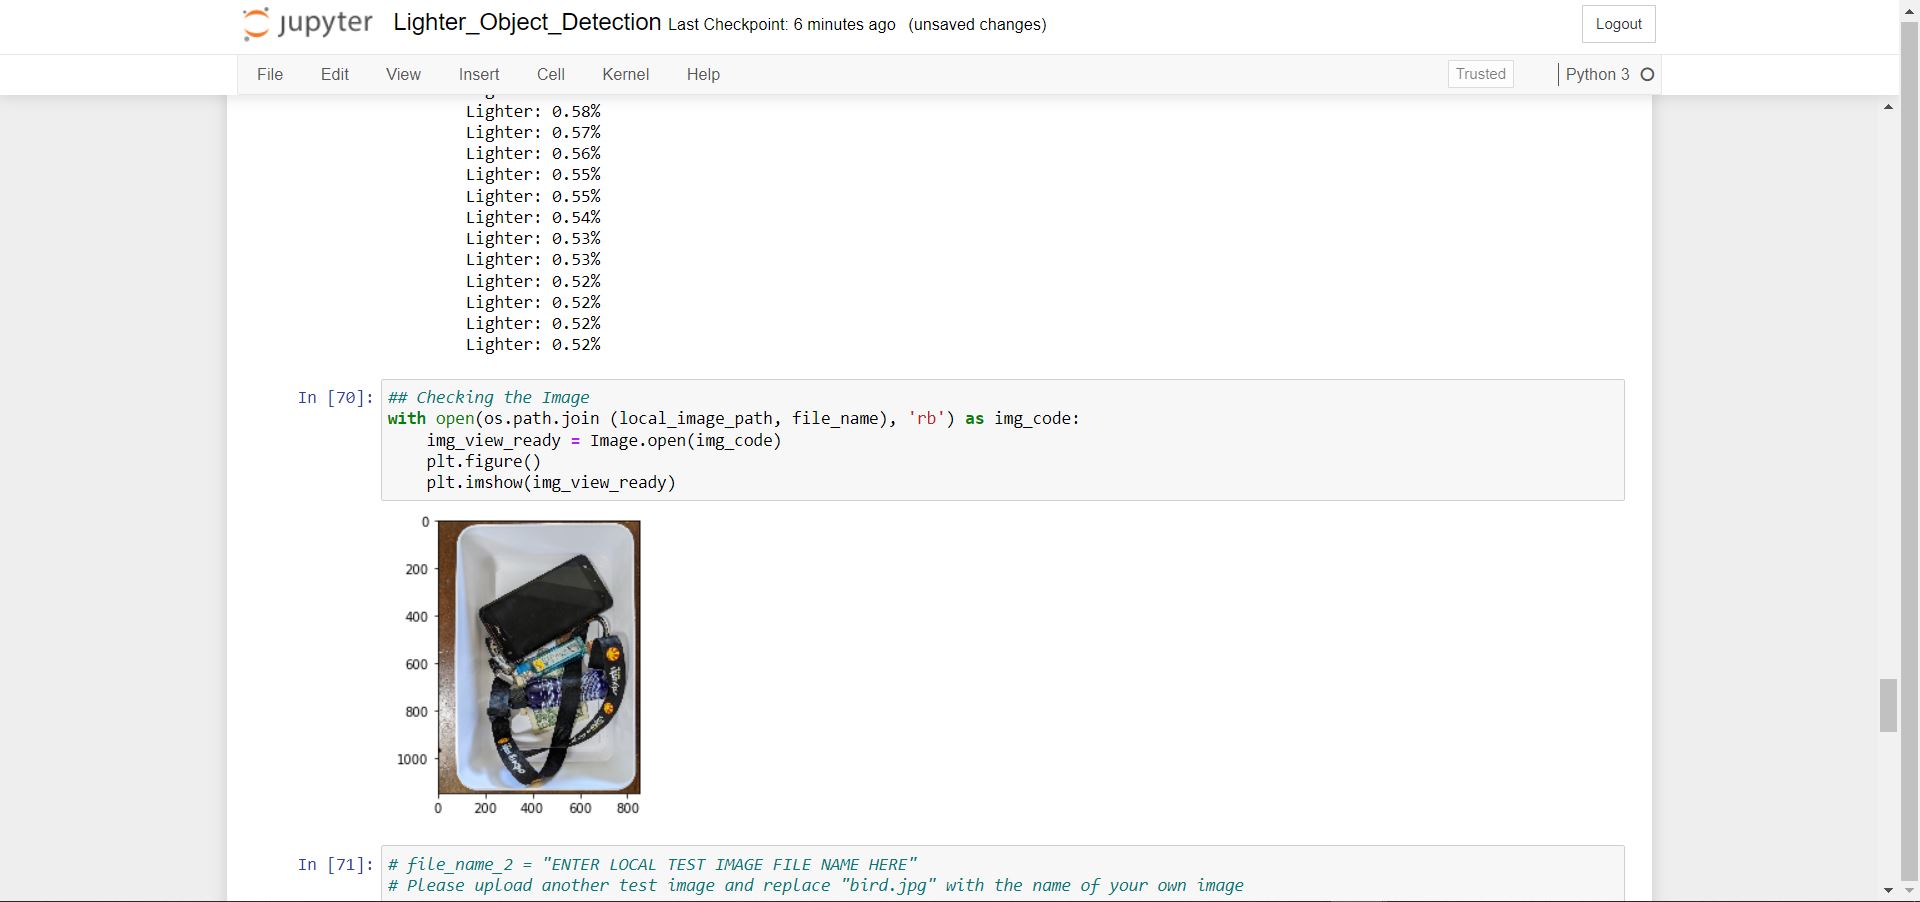 jupyter Lighter_Object_Detection Last Checkpoint: 6 minutes ago (unsaved changes) Logout
File Edit View Insert Cell Kernel Help Trusted Python 3
Lighter: 0.58%
Lighter: 0.57%
Lighter: 0.56%
Lighter: 0.55%
Lighter: 0.55%
Lighter: 0.54%
Lighter: 0.53%
Lighter: 0.53%
Lighter: 0.52%
Lighter: 0.52%
Lighter: 0.52%
Lighter: 0.52%
In [70]: ## Checking the Image
with open(os.path.join (local_image_path, file_name), 'rb') as img_code:
    img_view_ready = Image.open(img_code)
    plt.figure()
    plt.imshow(img_view_ready)
0
200
400
600
800
1000
0 200 400 600 800
In [71]: # file_name_2 = "ENTER LOCAL TEST IMAGE FILE NAME HERE"
# Please upload another test image and replace "bird.jpg" with the name of your own image